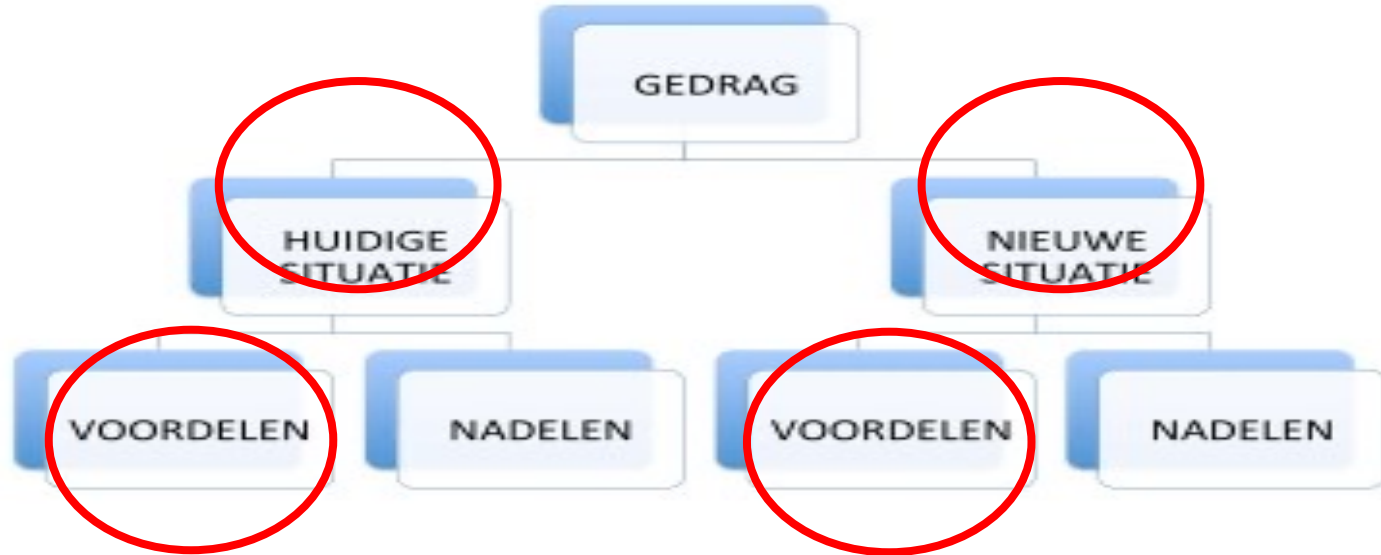 GEDRAG
HUIDIGE
SITUATIE
NIEUWE
SITUATIE
VOORDELEN
NADELEN
VOORDELEN
NADELEN